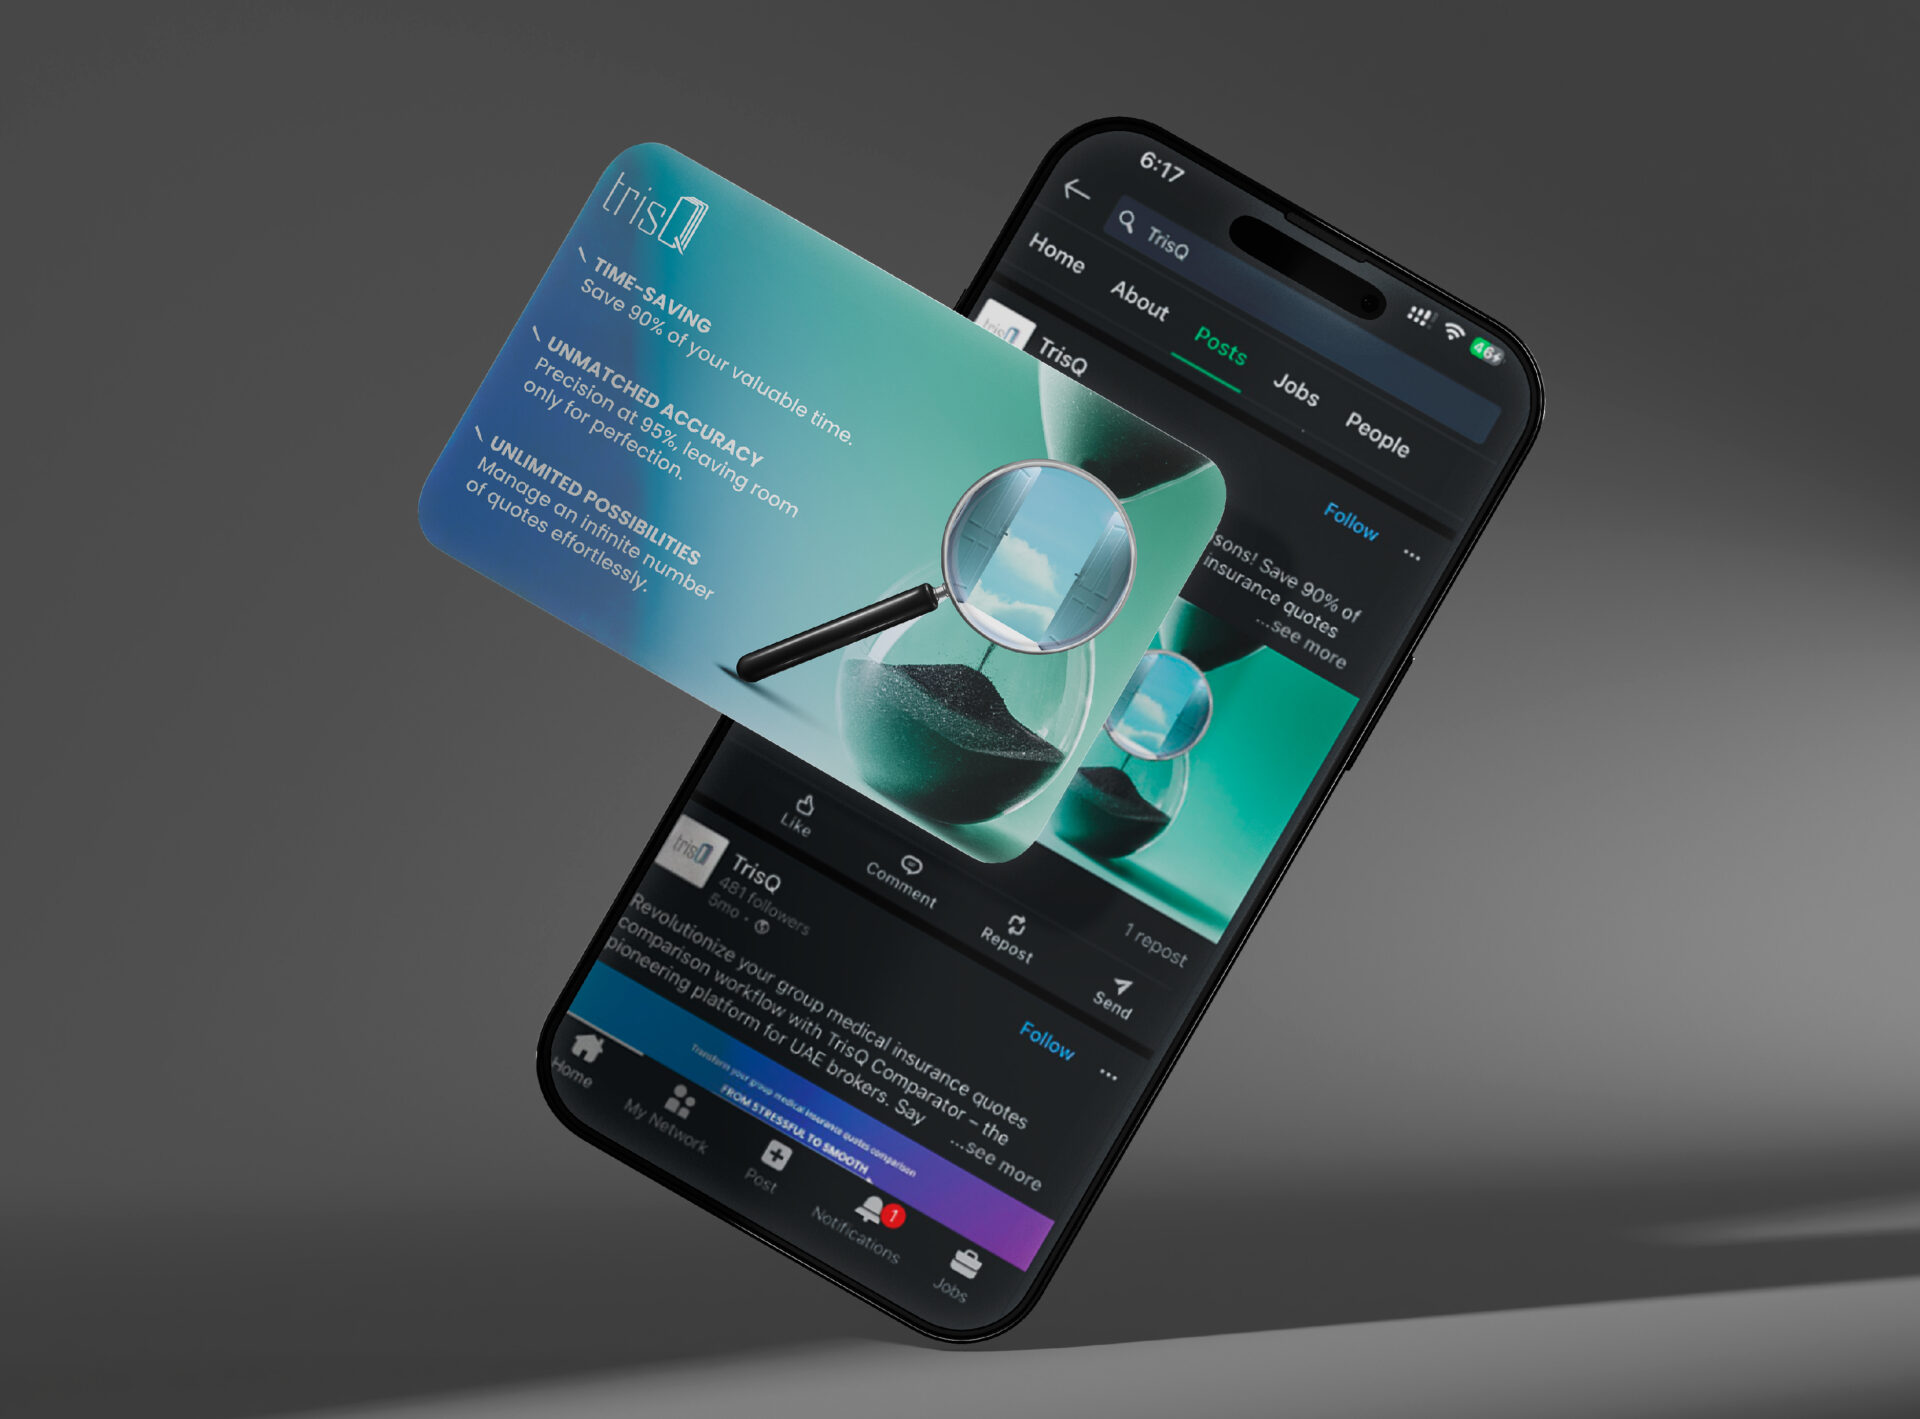 trisQ
TIME-SAVING
Save 90% of your valuable time.
UNMATCHED ACCURACY
Precision at 95%, leaving room
only for perfection.
UNLIMITED POSSIBILITIES
Manage an infinite number
of quotes effortlessly.
6:17
46
TrisQ
Home
About
Posts
Jobs
People
trisQ
TrisQ
Follow
sons! Save 90% of
insurance quotes
...see more
1 repost
Like
Comment
Repost
Send
trisQ
TrisQ
481 followers
5mo •
Follow
Revolutionize your group medical insurance quotes
comparison workflow with TrisQ Comparator – the
pioneering platform for UAE brokers. Say
...see more
Transform your group medical insurance quotes comparison
FROM STRESSFUL TO SMOOTH
Home
My Network
Post
Notifications
1
Jobs